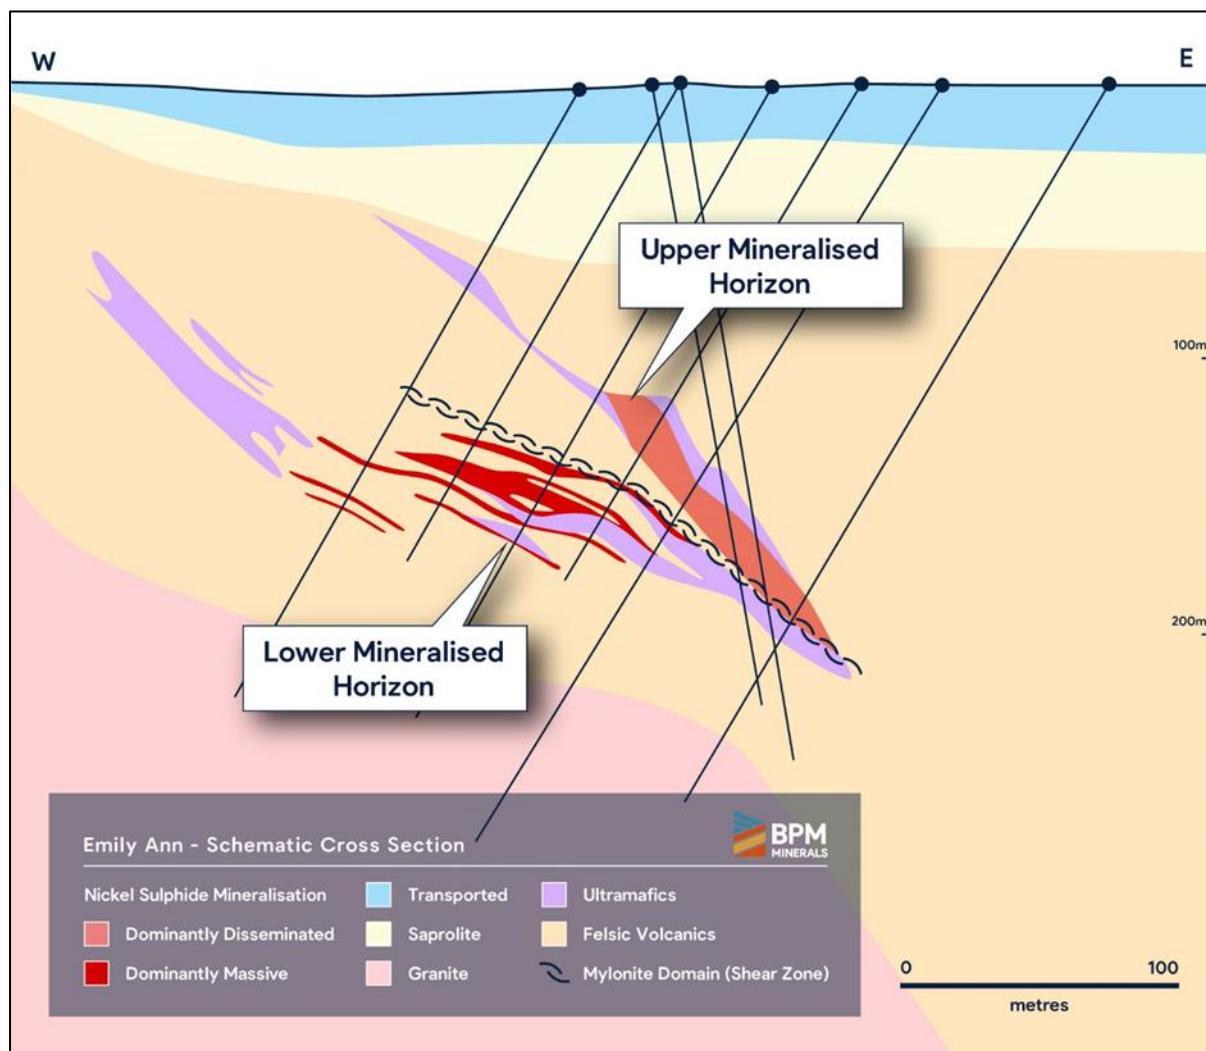 W
E
Upper Mineralised
Horizon
100m
200m
Lower Mineralised
Horizon
Emily Ann - Schematic Cross Section
BPM
MINERALS
Nickel Sulphide Mineralisation
Transported
Ultramafics
Dominantly Disseminated
Saprolite
Felsic Volcanics
Dominantly Massive
Granite
Mylonite Domain (Shear Zone)
0
100
metres